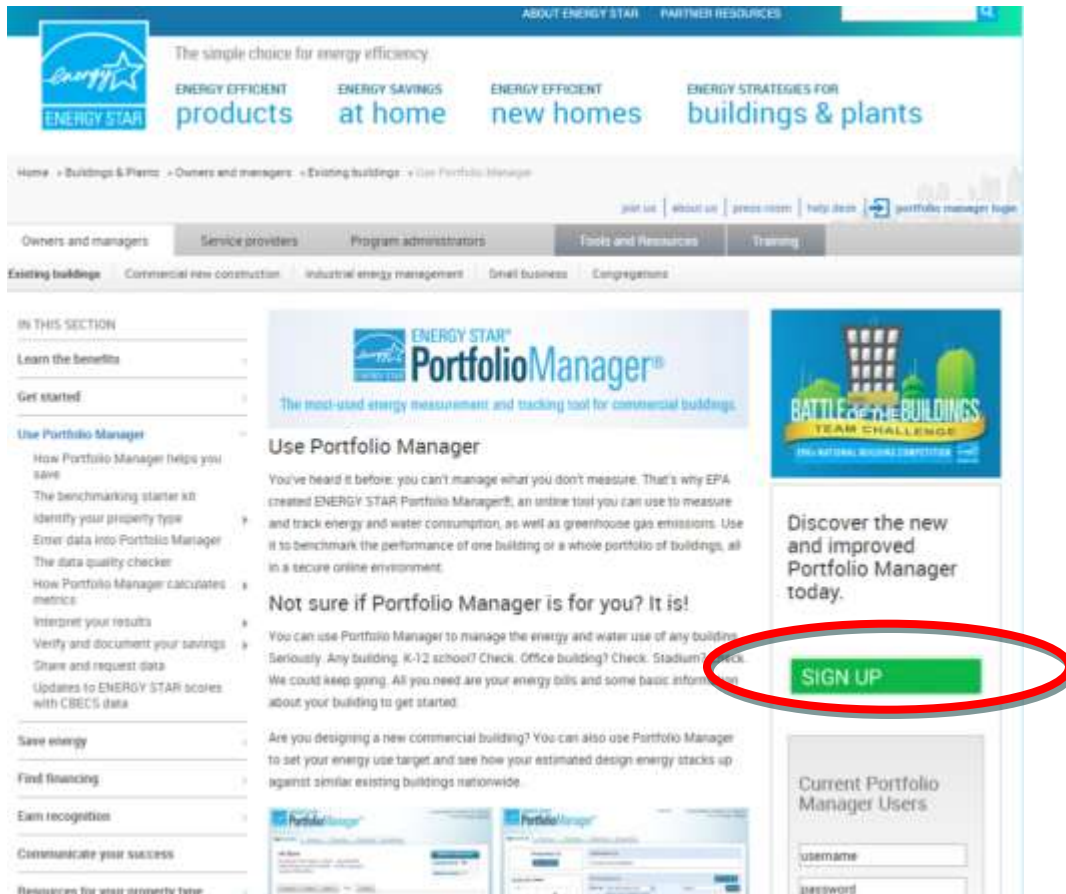 ABOUT ENERGY STAR PARTNER RESOURCES
energy
ENERGY STAR
The simple choice for energy efficiency.
ENERGY EFFICIENT
products
ENERGY SAVINGS
at home
ENERGY EFFICIENT
new homes
ENERGY STRATEGIES FOR
buildings & plants
Home » Buildings & Plants » Owners and managers » Existing buildings » Use Portfolio Manager
join us | about us | press room | help desk | portfolio manager login
Owners and managers Service providers Program administrators Tools and Resources Training
Existing buildings Commercial new construction Industrial energy management Small business Congregations
IN THIS SECTION
Learn the benefits
Get started
Use Portfolio Manager
How Portfolio Manager helps you
save
The benchmarking starter kit
Identify your property type
Enter data into Portfolio Manager
The data quality checker
How Portfolio Manager calculates
metrics
Interpret your results
Verify and document your savings
Share and request data
Updates to ENERGY STAR scores
with CBECS data
Save energy
Find financing
Earn recognition
Communicate your success
Resources for your property type
ENERGY STAR®
PortfolioManager®
The most-used energy measurement and tracking tool for commercial buildings.
Use Portfolio Manager
You've heard it before: you can't manage what you don't measure. That's why EPA
created ENERGY STAR Portfolio Manager®, an online tool you can use to measure
and track energy and water consumption, as well as greenhouse gas emissions. Use
it to benchmark the performance of one building or a whole portfolio of buildings, all
in a secure online environment.
Not sure if Portfolio Manager is for you? It is!
You can use Portfolio Manager to manage the energy and water use of any building.
Seriously. Any building. K-12 school? Check. Office building? Check. Stadium? Check.
We could keep going. All you need are your energy bills and some basic information
about your building to get started.
Are you designing a new commercial building? You can also use Portfolio Manager
to set your energy use target and see how your estimated design energy stacks up
against similar existing buildings nationwide.
PortfolioManager
PortfolioManager
BATTLE OF THE BUILDINGS
TEAM CHALLENGE
EPA's NATIONAL BUILDING COMPETITION
Discover the new
and improved
Portfolio Manager
today.
SIGN UP
Current Portfolio
Manager Users
username
password